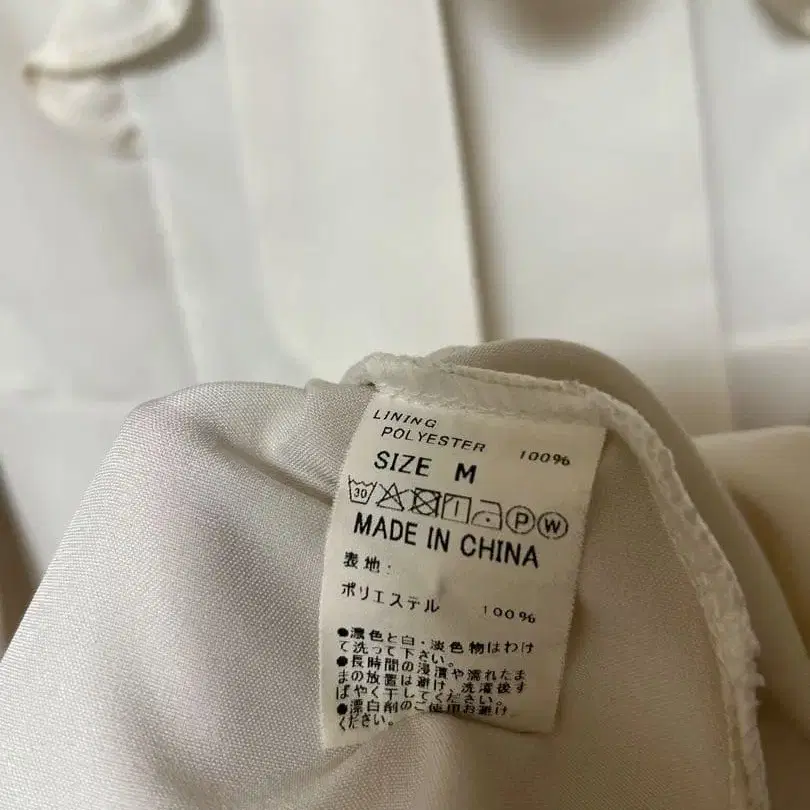 LINING
POLYESTER 100%
SIZE M
30 P W
MADE IN CHINA
表地:
ポリエステル 100%
●濃色と白・淡色物はわけ
て洗って下さい。
●長時間の浸漬や濡れたま
まの放置は避け、洗濯後す
ばやく干してください。
●漂白剤のご使用お避け
ください。